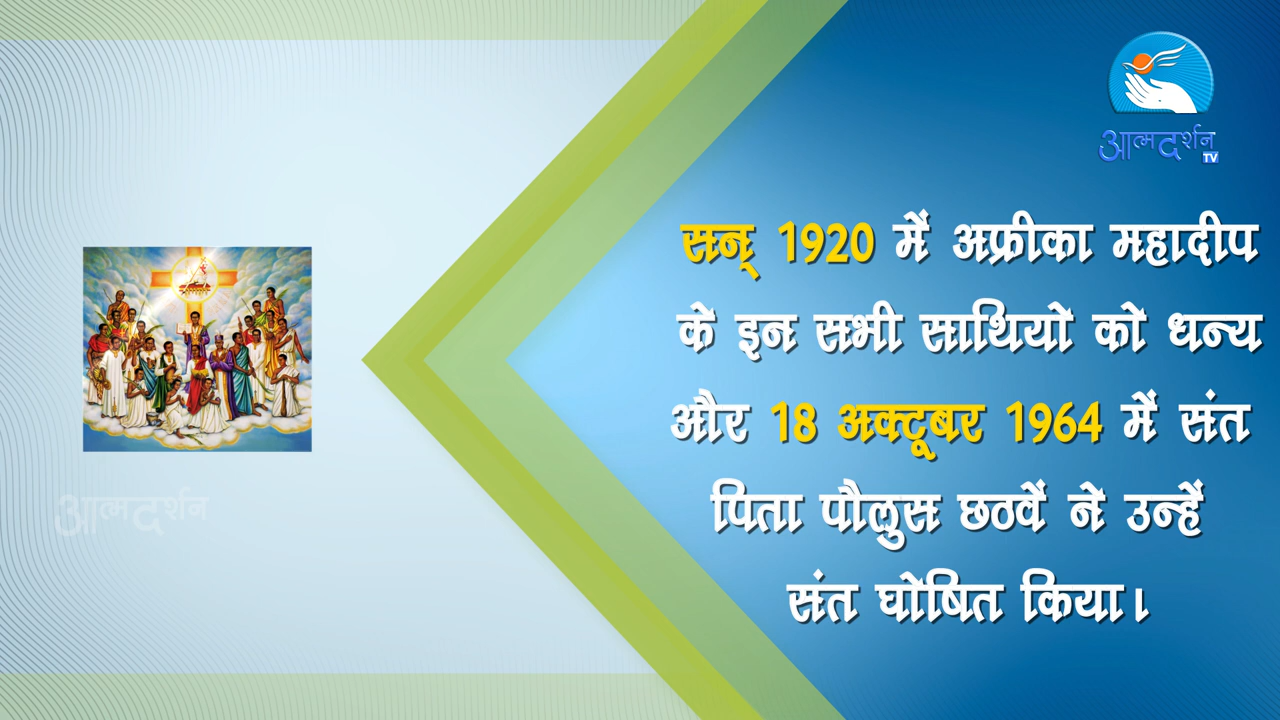 आत्मदर्शन
TV
सन् 1920 में अफ्रीका महादीप
के इन सभी साथियो को धन्य
और 18 अक्टूबर 1964 में संत
पिता पौलुस छठवें ने उन्हें
संत घोषित किया।
आत्मदर्शन